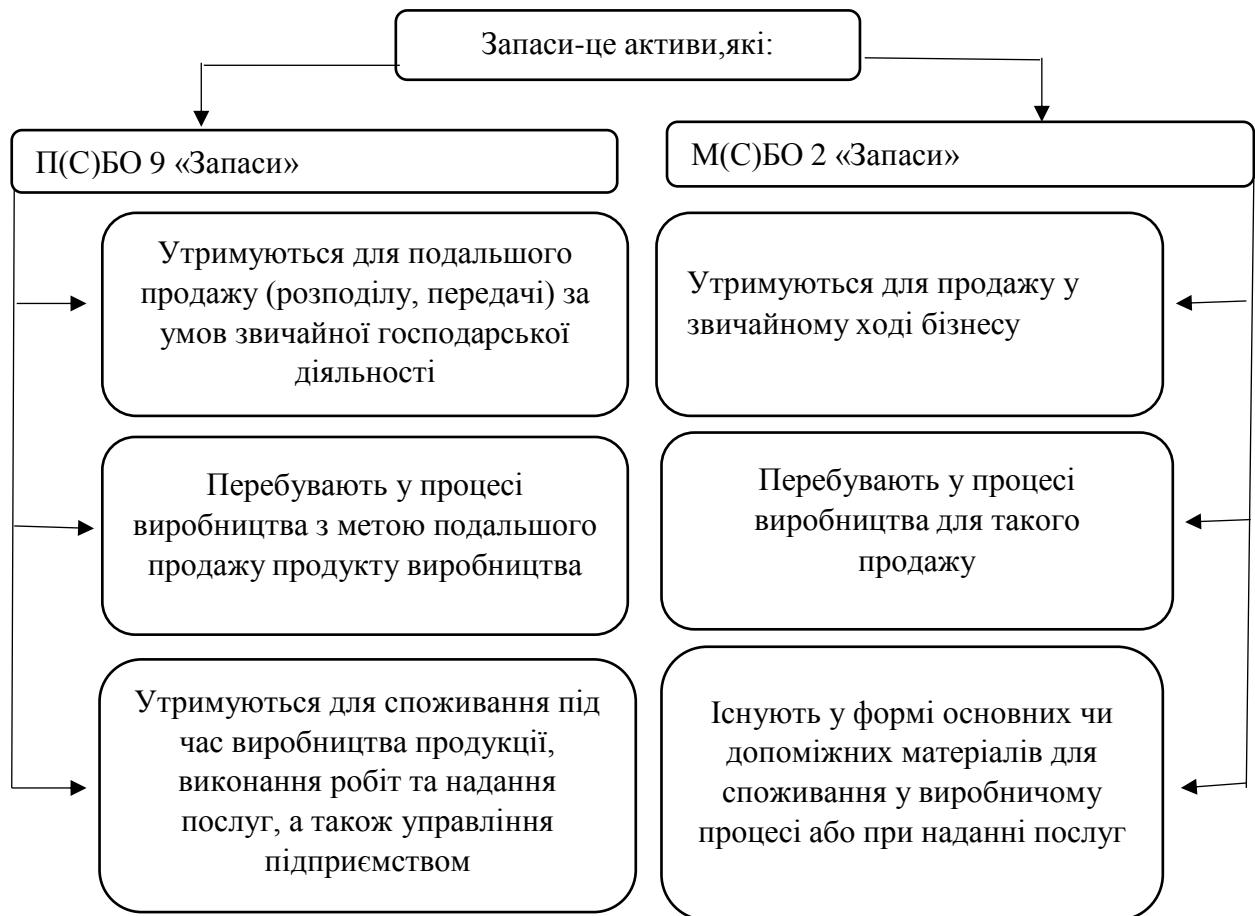 Запаси-це активи,які:
П(С)БО 9 «Запаси»
Утримуються для подальшого
продажу (розподілу, передачі) за
умов звичайної господарської
діяльності
Перебувають у процесі
виробництва з метою подальшого
продажу продукту виробництва
Утримуються для споживання під
час виробництва продукції,
виконання робіт та надання
послуг, а також управління
підприємством
М(С)БО 2 «Запаси»
Утримуються для продажу у
звичайному ході бізнесу
Перебувають у процесі
виробництва для такого
продажу
Існують у формі основних чи
допоміжних матеріалів для
споживання у виробничому
процесі або при наданні послуг